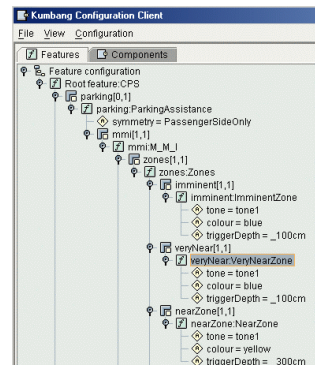 Kumbang Configuration Client
File View Configuration
Features Components
Feature configuration
Root feature:CPS
parking[0,1]
parking:ParkingAssistance
symmetry = PassengerSideOnly
mmi[1,1]
mmi:M_M_I
zones[1,1]
zones:Zones
imminent[1,1]
imminent:ImminentZone
tone = tone1
colour = blue
triggerDepth = _100cm
veryNear[1,1]
veryNear:VeryNearZone
tone = tone1
colour = blue
triggerDepth = _100cm
nearZone[1,1]
nearZone:NearZone
tone = tone1
colour = yellow
triggerDepth = _300cm